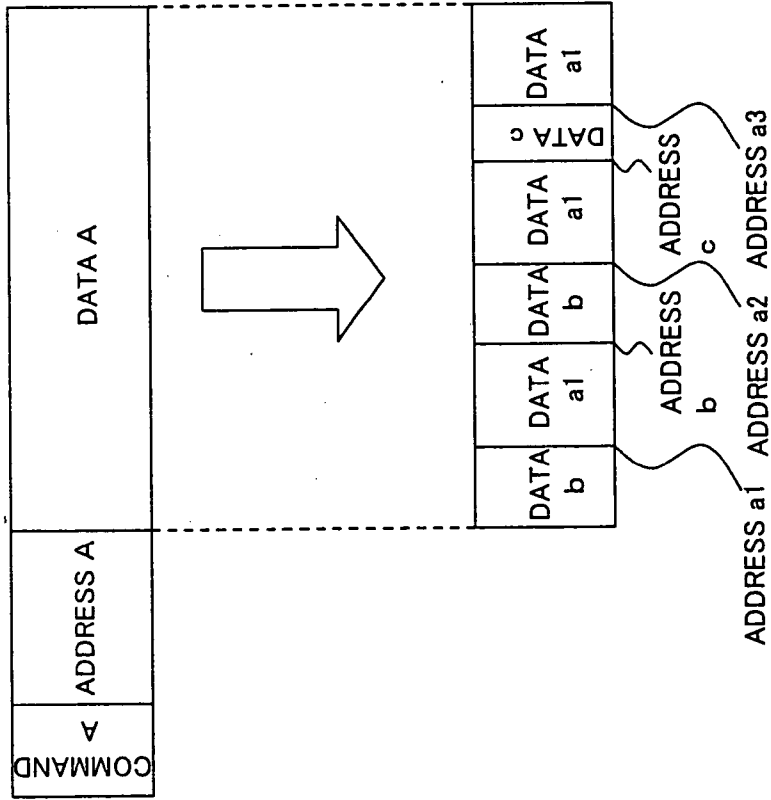 COMMAND
A
ADDRESS A
DATA A
DATA
b
DATA
a1
DATA
b
DATA
a1
DATA c
DATA
a1
ADDRESS
b
ADDRESS
c
ADDRESS a1
ADDRESS a2
ADDRESS a3